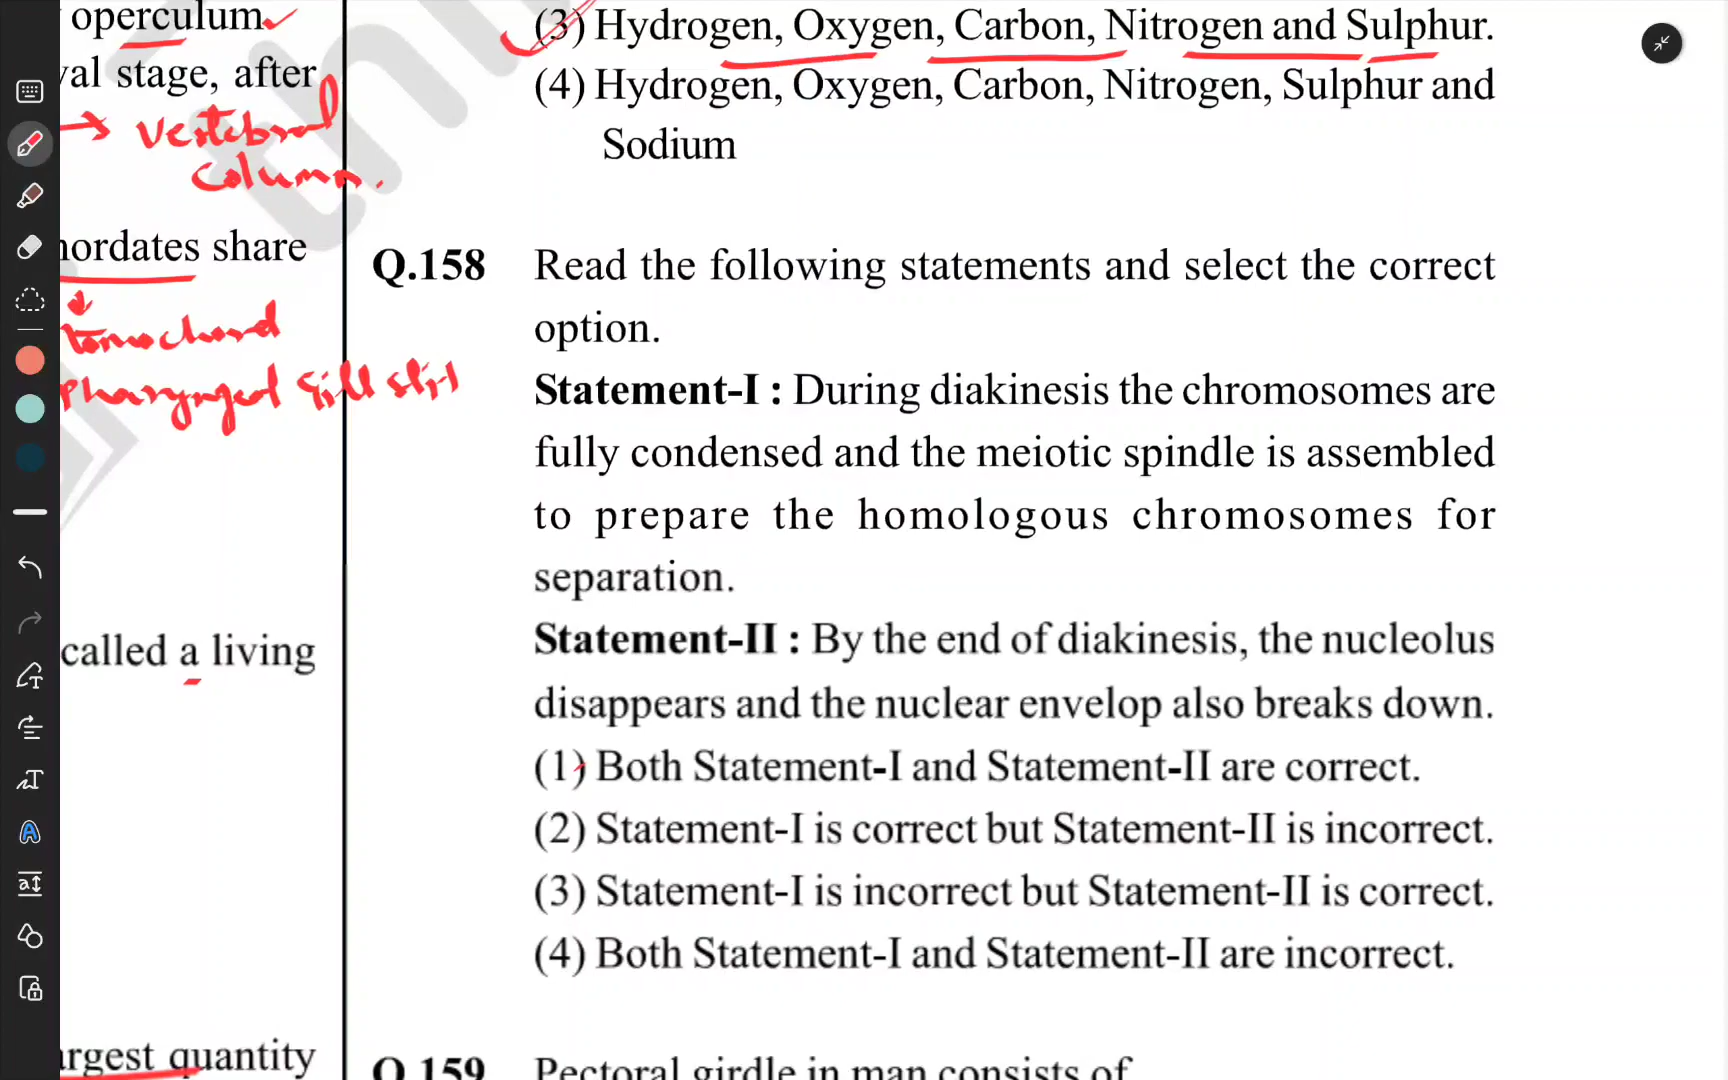 operculum
val stage, after
→ vertebral
column.
hordates share
Pharyngeal gill slit
called a living
argest quantity
(3) Hydrogen, Oxygen, Carbon, Nitrogen and Sulphur.
(4) Hydrogen, Oxygen, Carbon, Nitrogen, Sulphur and
Sodium
Q.158 Read the following statements and select the correct
option.
Statement-I : During diakinesis the chromosomes are
fully condensed and the meiotic spindle is assembled
to prepare the homologous chromosomes for
separation.
Statement-II : By the end of diakinesis, the nucleolus
disappears and the nuclear envelop also breaks down.
(1) Both Statement-I and Statement-II are correct.
(2) Statement-I is correct but Statement-II is incorrect.
(3) Statement-I is incorrect but Statement-II is correct.
(4) Both Statement-I and Statement-II are incorrect.
Q.159 Pectoral girdle in man consists of